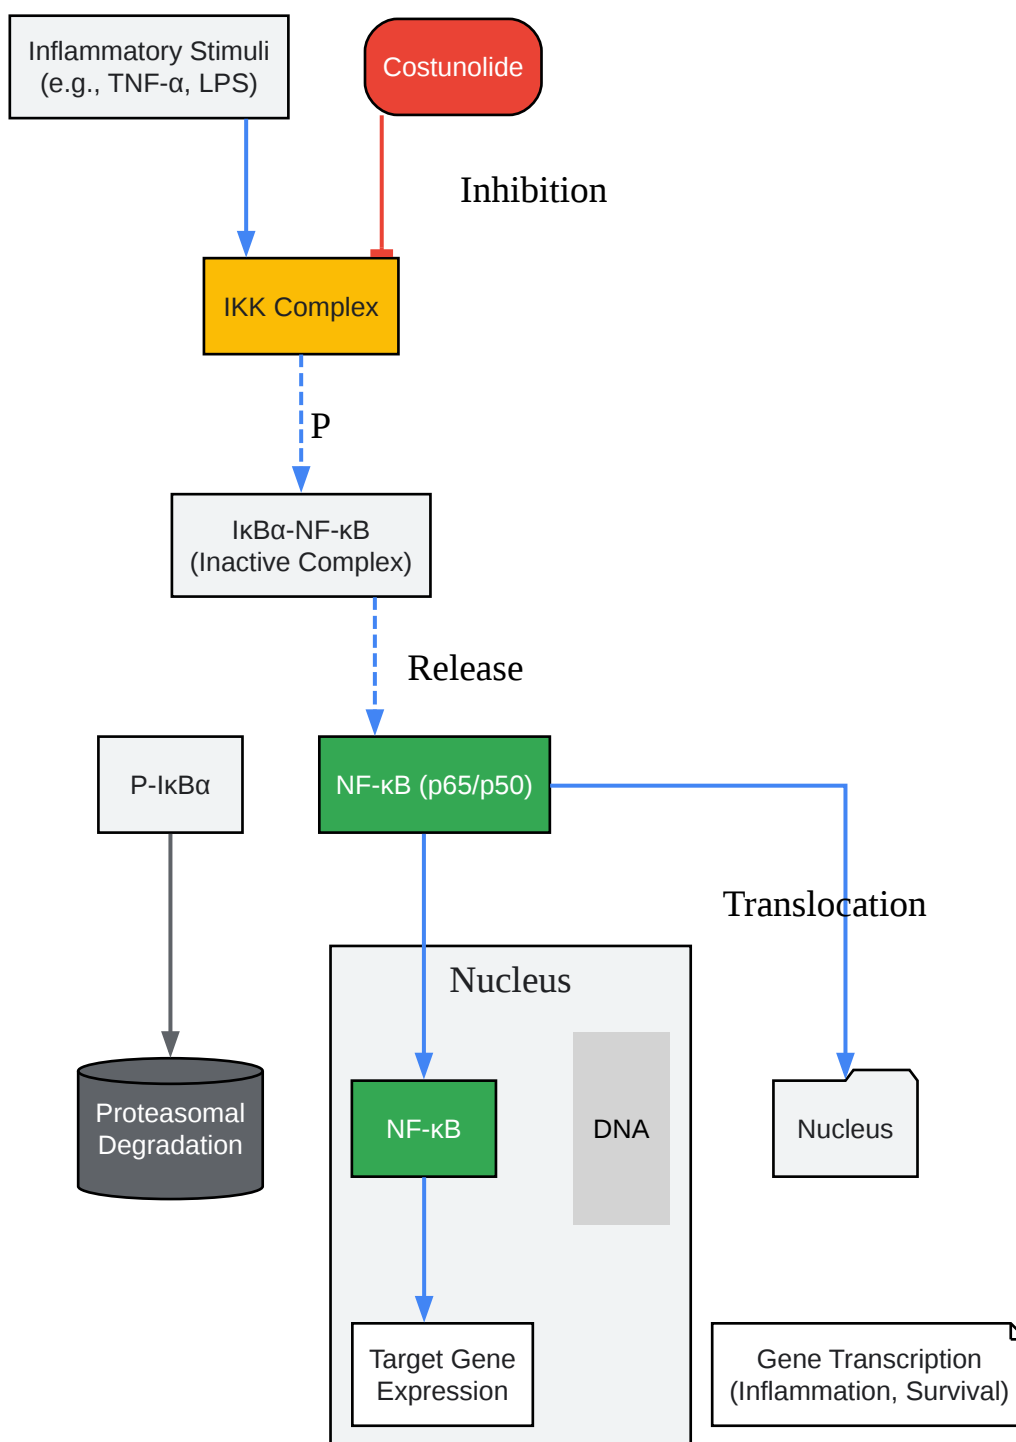 Inflammatory Stimuli
(e.g., TNF-α, LPS)
Costunolide
Inhibition
IKK Complex
P
IκBα-NF-κB
(Inactive Complex)
Release
P-IκBα
NF-κB (p65/p50)
Translocation
Nucleus
Proteasomal
Degradation
NF-κB
DNA
Nucleus
Target Gene
Expression
Gene Transcription
(Inflammation, Survival)